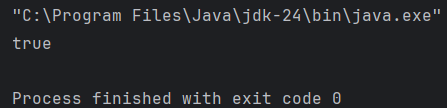 "C:\Program Files\Java\jdk-24\bin\java.exe"
true
Process finished with exit code 0